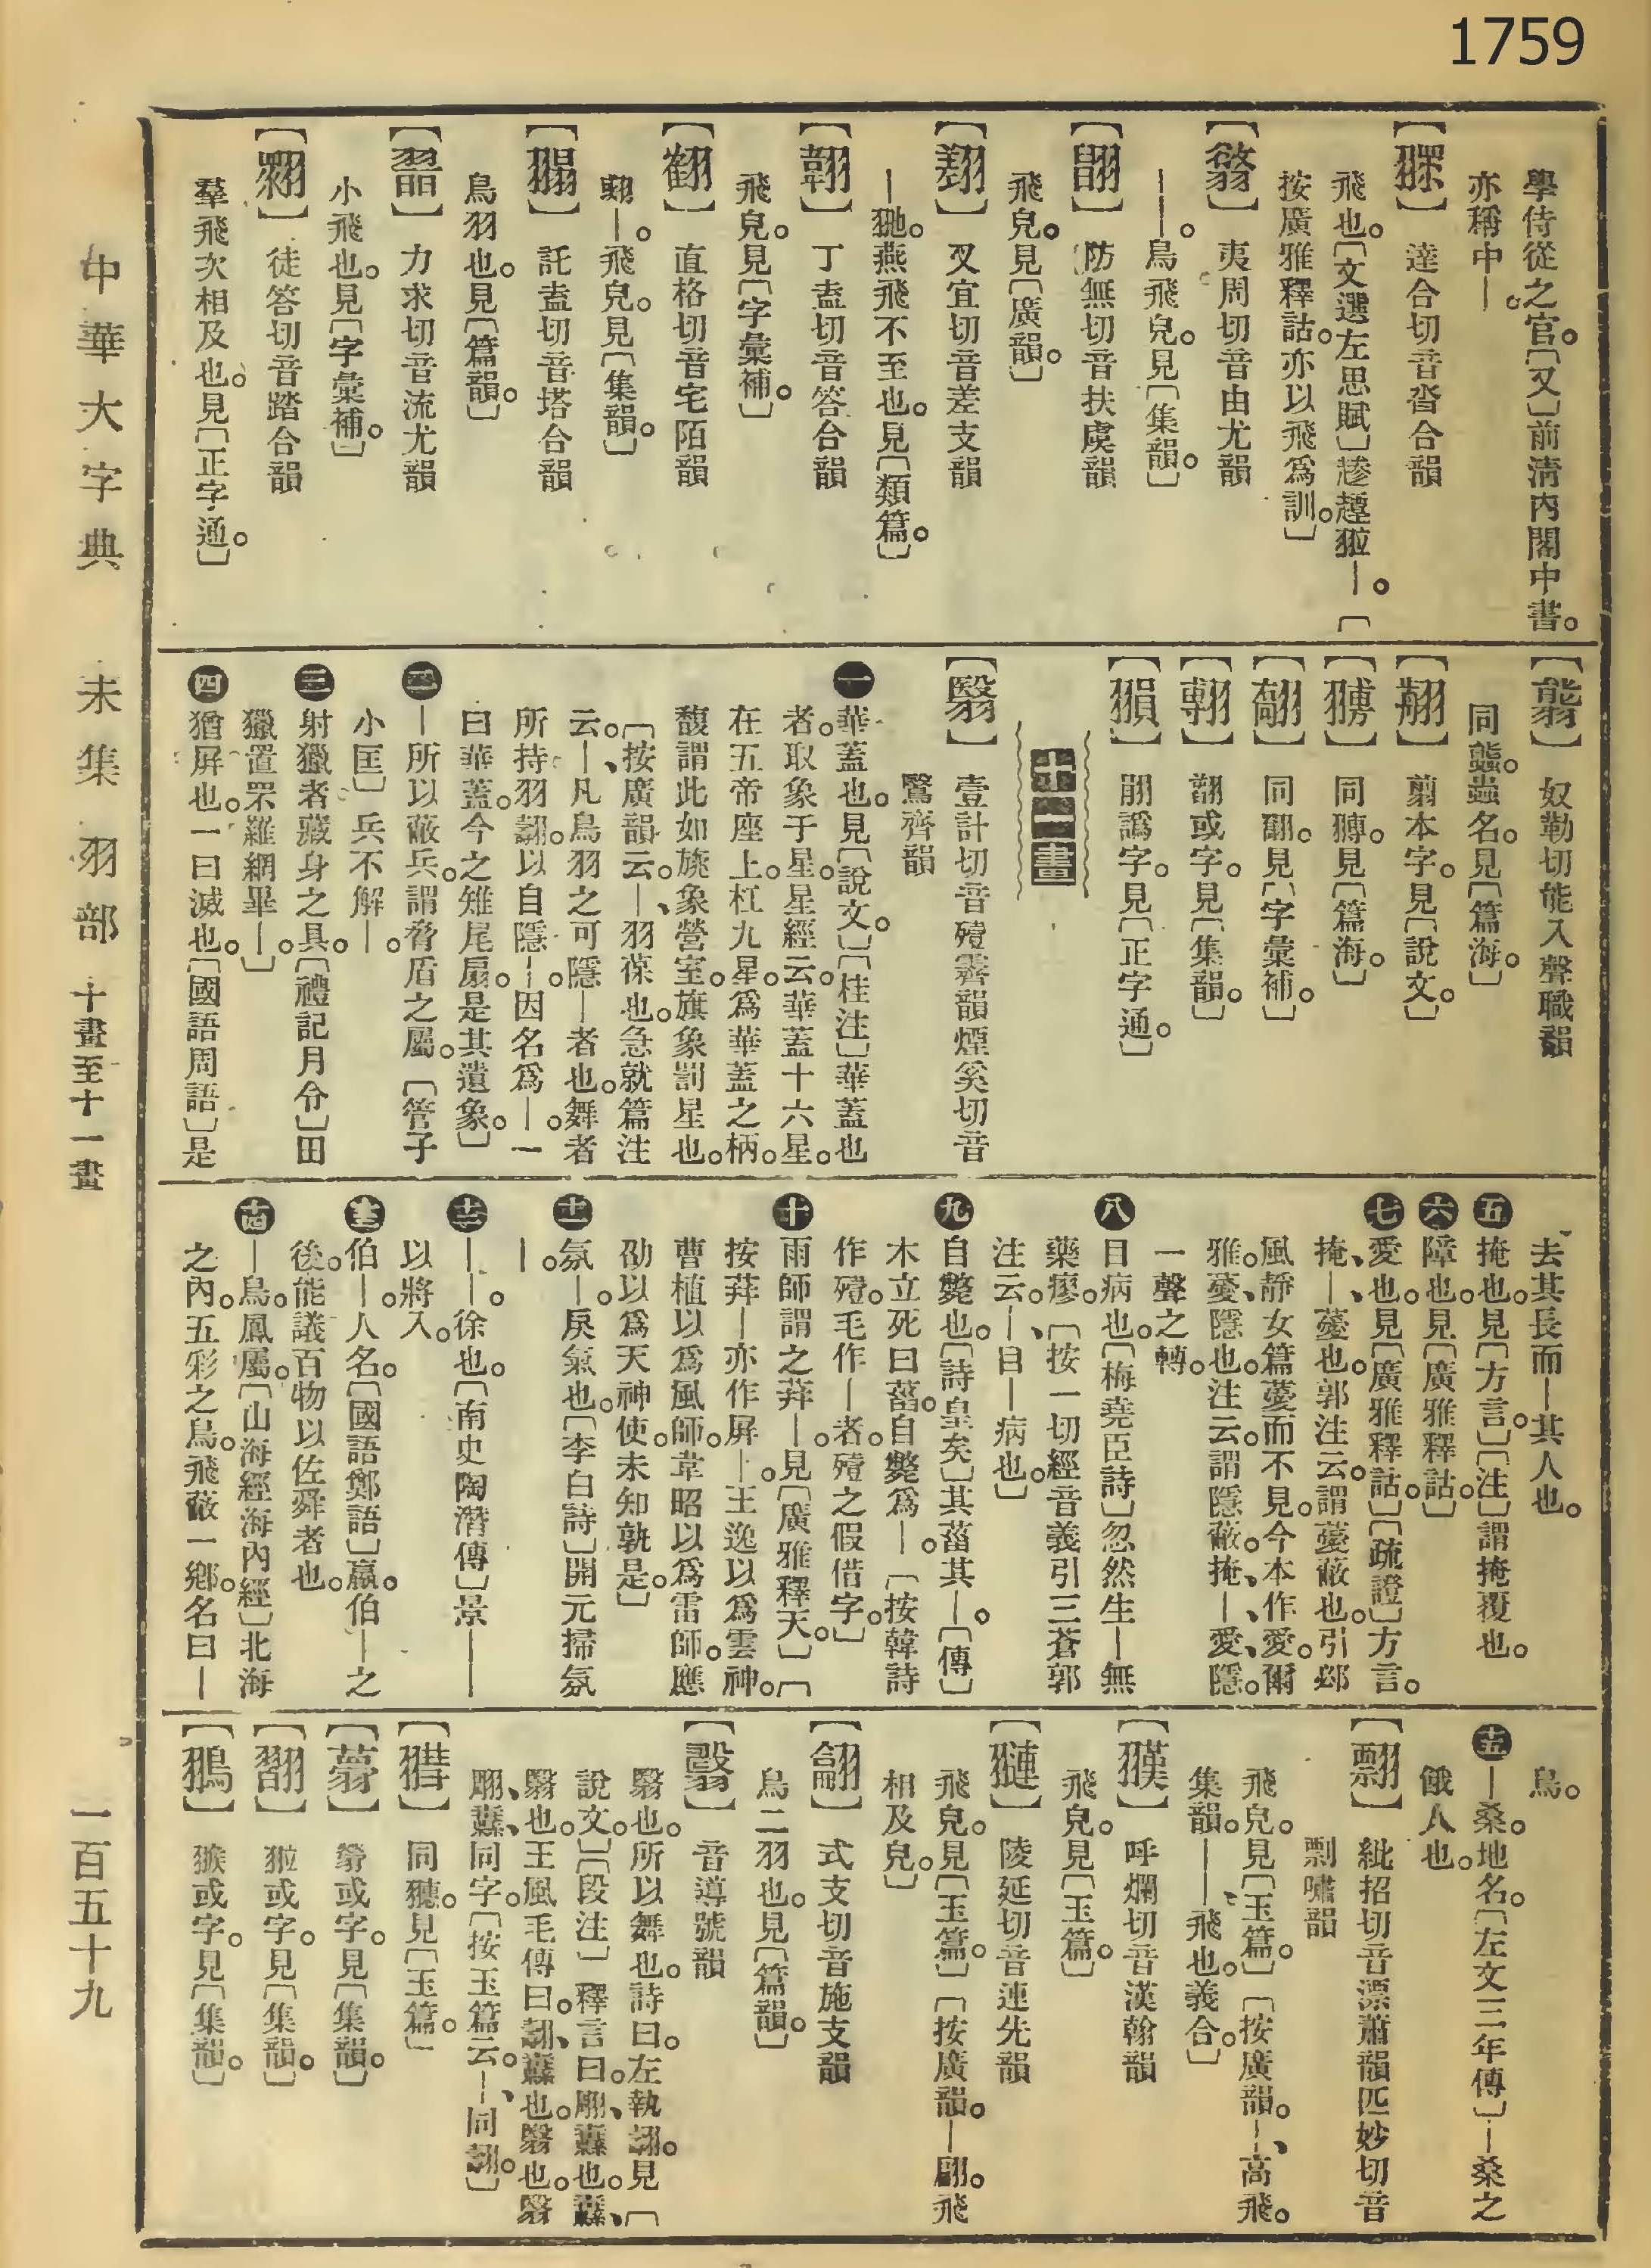 1759
學侍從之官。〔又〕前淸內閣中書。
亦稱中—。
達合切音沓合韻
飛也。〔文選左思賦〕趁趯翋—。〔
按廣雅釋詁。亦以飛爲訓。〕
夷周切音由尤韻
——。鳥飛皃。見〔集韻。〕
防無切音扶虞韻
飛皃。見〔廣韻。〕
叉宜切音差支韻
—翍。燕飛不至也。見〔類篇。〕
丁盍切音答合韻
飛皃。見〔字彙補。〕
直格切音宅陌韻
—。飛皃。見〔集韻。〕
【𦑼】託盍切音塔合韻
鳥羽也。見〔篇韻。〕
力求切音流尤韻
小飛也。見〔字彙補。〕
徒答切音踏合韻
羣飛次相及也。見〔正字通。〕
奴勒切能入聲職韻
同螚。蟲名。見〔篇海。〕
翦本字。見〔說文。〕
同見〔篇海。〕
同翮。見〔字彙補。〕
翿或字。見〔集韻。〕
翮譌字。見〔正字通。〕
十一畫
【翳】壹計切音殪霽韻煙奚切音
鷖齊韻
一華蓋也。見〔說文。〕〔桂注〕華蓋也
者。取象于星。星經云。華蓋十六星。
在五帝座上。杠九星。爲華蓋之柄。
馥謂此如旐象營室。旗象罰星也。
〔按廣韻云。—、羽葆也。急就篇注
云。—、凡鳥羽之可隱—者也。舞者
所持羽翿。以自隱—。因名爲—。一
曰華蓋。今之雉尾扇。是其遺象。〕
二—所以蔽兵。謂脅盾之屬。〔管子
小匡〕兵不解—。
三射獵者藏身之具。〔禮記月令〕田
獵罝罘羅網畢—。〕
四猶屛也。一曰滅也。〔國語周語〕是
去其長而—其人也。
五掩也。見〔方言。〕〔注〕謂掩覆也。
六障也。見〔廣雅釋詁。〕
七愛也。見〔廣雅釋詁。〕〔疏證〕方言。
掩、—、薆也。郭注云。謂薆蔽也。引邶
風靜女篇薆而不見。今本作愛。爾
雅。薆、隱也。注云。謂隱蔽。掩、—、愛、隱。
一聲之轉。
八目病也。〔梅堯臣詩〕忽然生—無
藥瘳。〔按一切經音義引三蒼郭
注云。—、目—病也。〕
九自斃也。〔詩皇矣〕其菑其—。〔傳〕
木立死曰菑。自斃爲—。〔按韓詩
作殪。毛作—者。殪之假借字。〕
十雨師謂之荓—。見〔廣雅釋天。〕〔
按荓—亦作屛—。王逸以爲雲神。
曹植以爲風師。韋昭以爲雷師。應
劭以爲天神使。未知孰是。〕
十一氛—。戾氣也。〔李白詩〕開元掃氛
—。
十二——。徐也。〔南史陶潛傳〕景——
以將入。
十三伯—。人名。〔國語鄭語〕嬴。伯—之
後。能議百物以佐舜者也。
十四—鳥。鳳屬。〔山海經海內經〕北海
之內。五彩之鳥。飛蔽一鄕。名曰—
鳥。
十五—桑。地名。〔左文三年傳〕—桑之
餓人也。
【翲】紕招切音漂蕭韻匹妙切音
剽嘯韻
飛皃。見〔玉篇。〕〔按廣韻。—、高飛。
集韻。——、飛也。義合。〕
呼爛切音漢翰韻
飛皃。見〔玉篇。〕
陵延切音連先韻
飛皃。見〔玉篇。〕〔按廣韻。—翩。飛
相及皃。〕
式支切音施支韻
鳥二羽也。見〔篇韻。〕
音導號韻
翳也。所以舞也。詩曰。左執翿。見〔
說文。〕〔段注〕釋言曰。翢、纛也。纛、
翳也。王風毛傳曰。翿、纛也。翳也。翳
翢、纛、同字。〔按玉篇云。—、同翿。〕
同見〔玉篇。〕
或字。見〔集韻。〕
翋或字。見〔集韻。〕
或字。見〔集韻。〕
中華大字典 未集 羽部 十畫至十一畫
一百五十九